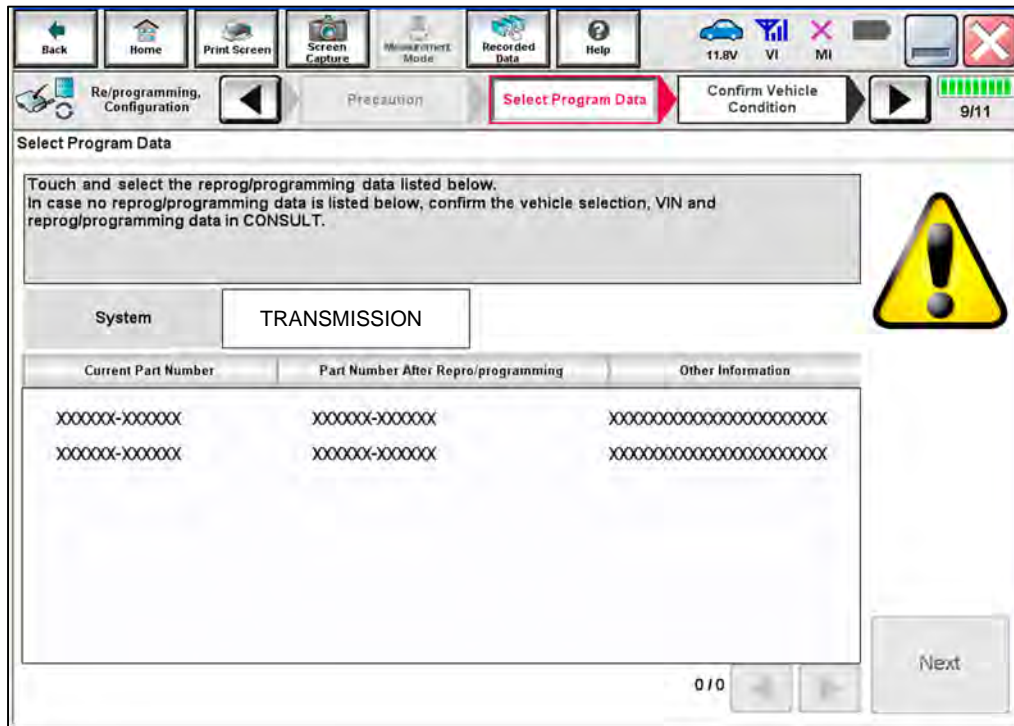 Back
Home
Print Screen
Screen Capture
Measurement Mode
Recorded Data
Help
11.8V
VI
MI
Re/programming, Configuration
Precaution
Select Program Data
Confirm Vehicle Condition
9/11
Select Program Data
Touch and select the reprog/programming data listed below.
In case no reprog/programming data is listed below, confirm the vehicle selection, VIN and
reprog/programming data in CONSULT.
System
TRANSMISSION
Current Part Number
Part Number After Repro/programming
Other Information
XXXXXX-XXXXXX XXXXXX-XXXXXX XXXXXXXXXXXXXXXXXXXXXXX
XXXXXX-XXXXXX XXXXXX-XXXXXX XXXXXXXXXXXXXXXXXXXXXXX
Next
0/0